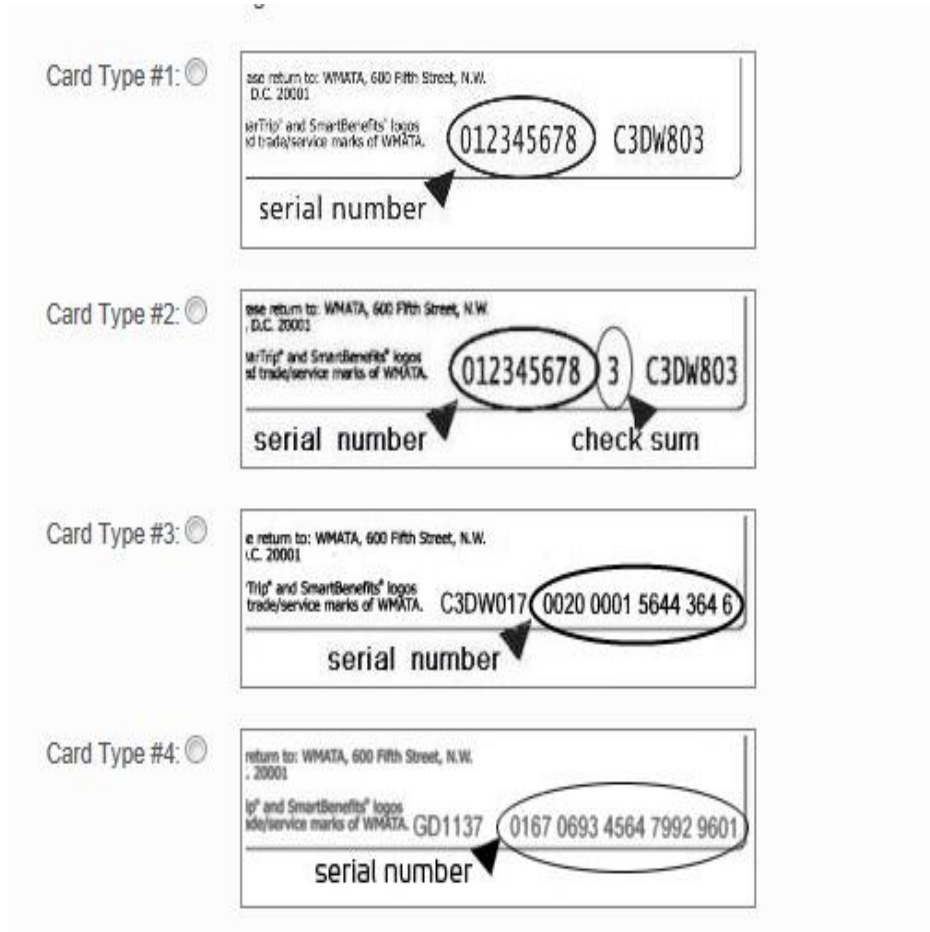 Card Type #1:
ase return to: WMATA, 600 Fifth Street, N.W.
D.C. 20001
arTrip® and SmartBenefits® logos
d trade/service marks of WMATA.
012345678 C3DW803
serial number
Card Type #2:
ase return to: WMATA, 600 Fifth Street, N.W.
, D.C. 20001
arTrip® and SmartBenefits® logos
d trade/service marks of WMATA.
012345678 3 C3DW803
serial number check sum
Card Type #3:
e return to: WMATA, 600 Fifth Street, N.W.
.C. 20001
Trip® and SmartBenefits® logos
trade/service marks of WMATA.
C3DW017 0020 0001 5644 364 6
serial number
Card Type #4:
return to: WMATA, 600 Fifth Street, N.W.
. 20001
ip® and SmartBenefits® logos
ade/service marks of WMATA.
GD1137 0167 0693 4564 7992 9601
serial number